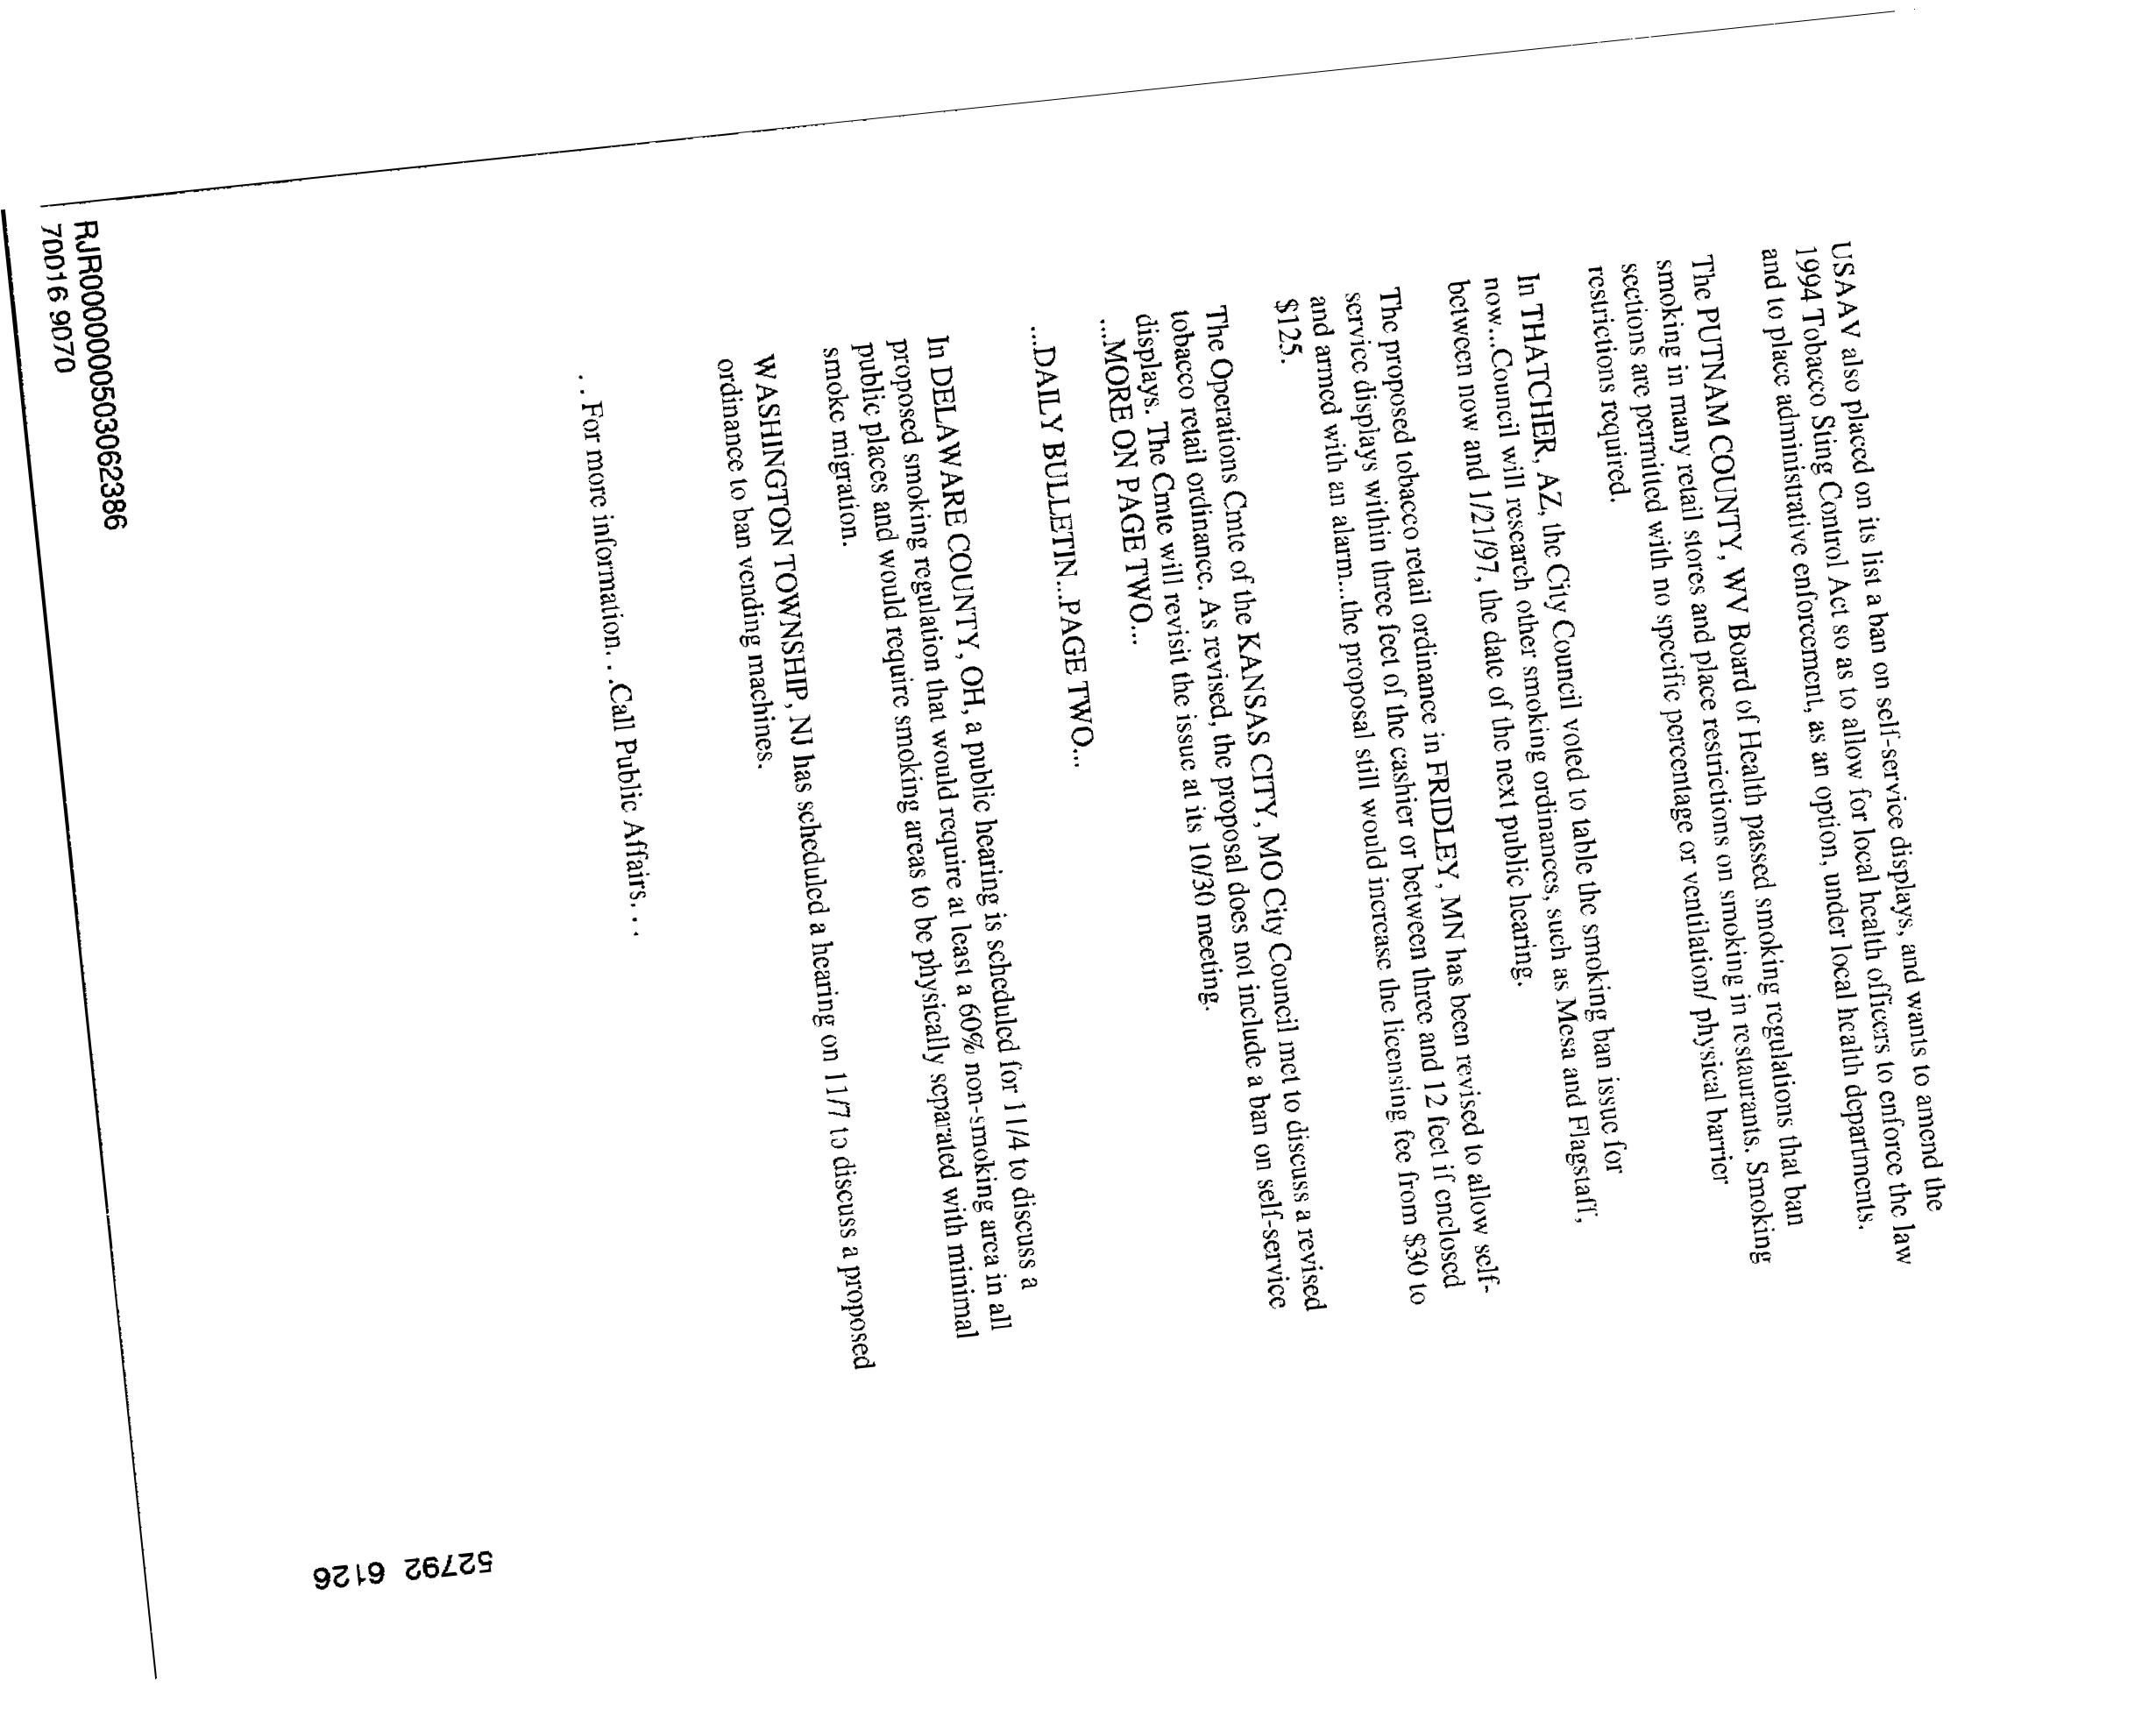 USAAV also placed on its list a ban on self-service displays, and wants to amend the
1994 Tobacco Sting Control Act so as to allow for local health officers to enforce the law
and to place administrative enforcement, as an option, under local health departments.
The PUTNAM COUNTY, WV Board of Health passed smoking regulations that ban
smoking in many retail stores and place restrictions on smoking in restaurants. Smoking
sections are permitted with no specific percentage or ventilation/ physical barrier
restrictions required.
In THATCHER, AZ, the City Council voted to table the smoking ban issue for
now...Council will research other smoking ordinances, such as Mesa and Flagstaff,
between now and 1/21/97, the date of the next public hearing.
The proposed tobacco retail ordinance in FRIDLEY, MN has been revised to allow self-
service displays within three feet of the cashier or between three and 12 feet if enclosed
and armed with an alarm...the proposal still would increase the licensing fee from $30 to
$125.
The Operations Cmte of the KANSAS CITY, MO City Council met to discuss a revised
tobacco retail ordinance. As revised, the proposal does not include a ban on self-service
displays. The Cmte will revisit the issue at its 10/30 meeting.
...MORE ON PAGE TWO...
...DAILY BULLETIN...PAGE TWO...
In DELAWARE COUNTY, OH, a public hearing is scheduled for 11/4 to discuss a
proposed smoking regulation that would require at least a 60% non-smoking area in all
public places and would require smoking areas to be physically separated with minimal
smoke migration.
WASHINGTON TOWNSHIP, NJ has scheduled a hearing on 11/7 to discuss a proposed
ordinance to ban vending machines.
. . . For more information. . .Call Public Affairs. . .
52792 6126
RJR0000000503062386
70016 9070